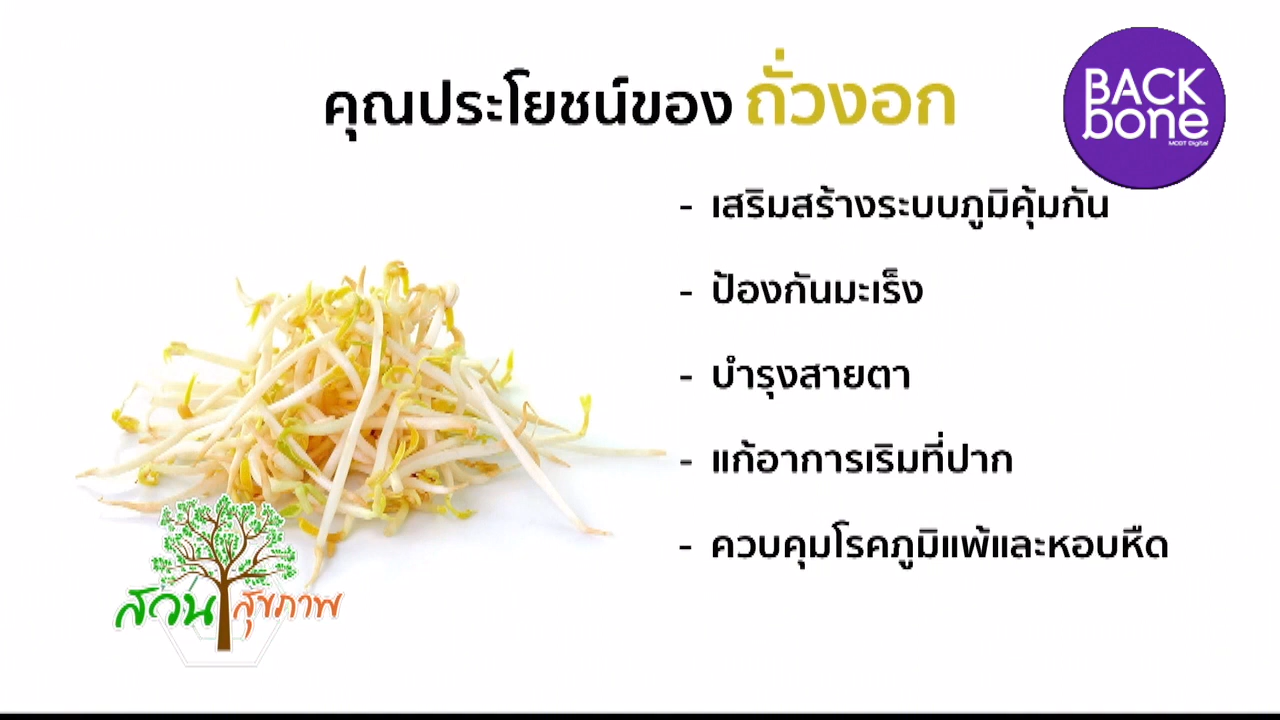 คุณประโยชน์ของ ถั่วงอก
BACK
bone
MCOT Digital
- เสริมสร้างระบบภูมิคุ้มกัน
- ป้องกันมะเร็ง
- บำรุงสายตา
- แก้อาการเริมที่ปาก
- ควบคุมโรคภูมิแพ้และหอบหืด
สวน สุขภาพ